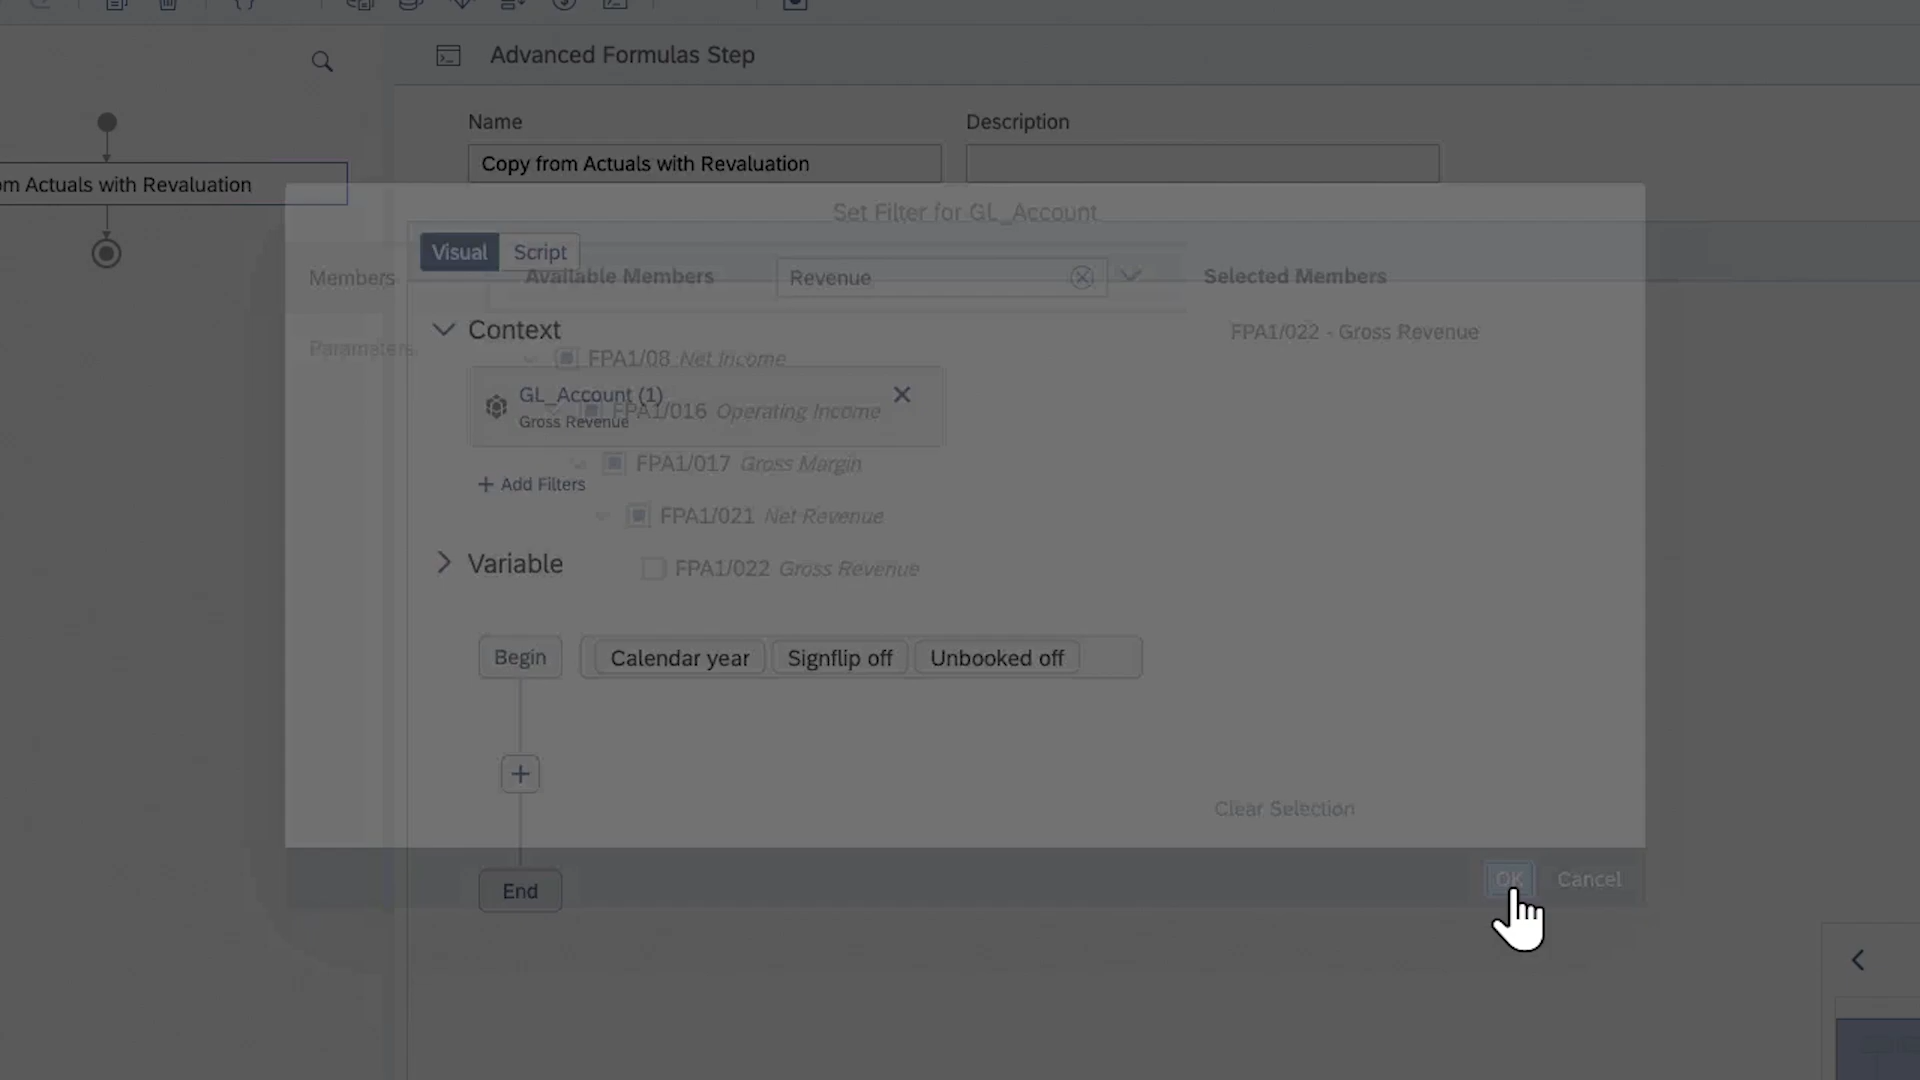 Advanced Formulas Step
Name
Description
Copy from Actuals with Revaluation
om Actuals with Revaluation
Set Filter for GL_Account
Visual
Script
Members
Available Members
Revenue
Selected Members
Context
FPA1/022 - Gross Revenue
Parameters
FPA1/08 Net Income
GL_Account (1)
FPA1/016 Operating Income
Gross Revenue
FPA1/017 Gross Margin
Add Filters
FPA1/021 Net Revenue
Variable
FPA1/022 Gross Revenue
Begin
Calendar year
Signflip off
Unbooked off
Clear Selection
End
OK
Cancel